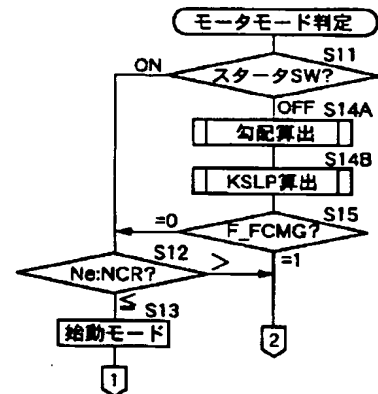 モータモード判定
S11
スタータSW?
ON
OFF
S14A
勾配算出
S14B
KSLP算出
S15
F_FCMG?
=0
=1
S12
Ne:NCR?
>
≦
S13
始動モード
1
2